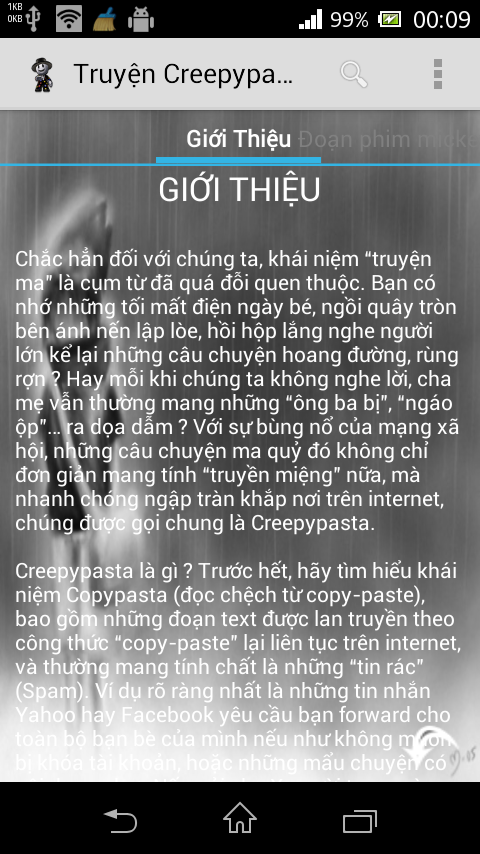 1KB
0KB
99%
00:09
Truyện Creepypa...
Giới Thiệu
Đoạn phim micke
GIỚI THIỆU
Chắc hẳn đối với chúng ta, khái niệm “truyện
ma” là cụm từ đã quá đỗi quen thuộc. Bạn có
nhớ những tối mất điện ngày bé, ngồi quây tròn
bên ánh nến lập lòe, hồi hộp lắng nghe người
lớn kể lại những câu chuyện hoang đường, rùng
rợn ? Hay mỗi khi chúng ta không nghe lời, cha
mẹ vẫn thường mang những “ông ba bị”, “ngáo
ộp”... ra dọa dẫm ? Với sự bùng nổ của mạng xã
hội, những câu chuyện ma quỷ đó không chỉ
đơn giản mang tính “truyền miệng” nữa, mà
nhanh chóng ngập tràn khắp nơi trên internet,
chúng được gọi chung là Creepypasta.
Creepypasta là gì ? Trước hết, hãy tìm hiểu khái
niệm Copypasta (đọc chệch từ copy-paste),
bao gồm những đoạn text được lan truyền theo
công thức “copy-paste” lại liên tục trên internet,
và thường mang tính chất là những “tin rác”
(Spam). Ví dụ rõ ràng nhất là những tin nhắn
Yahoo hay Facebook yêu cầu bạn forward cho
toàn bộ bạn bè của mình nếu như không muốn
bị khóa tài khoản, hoặc những mẩu chuyện có